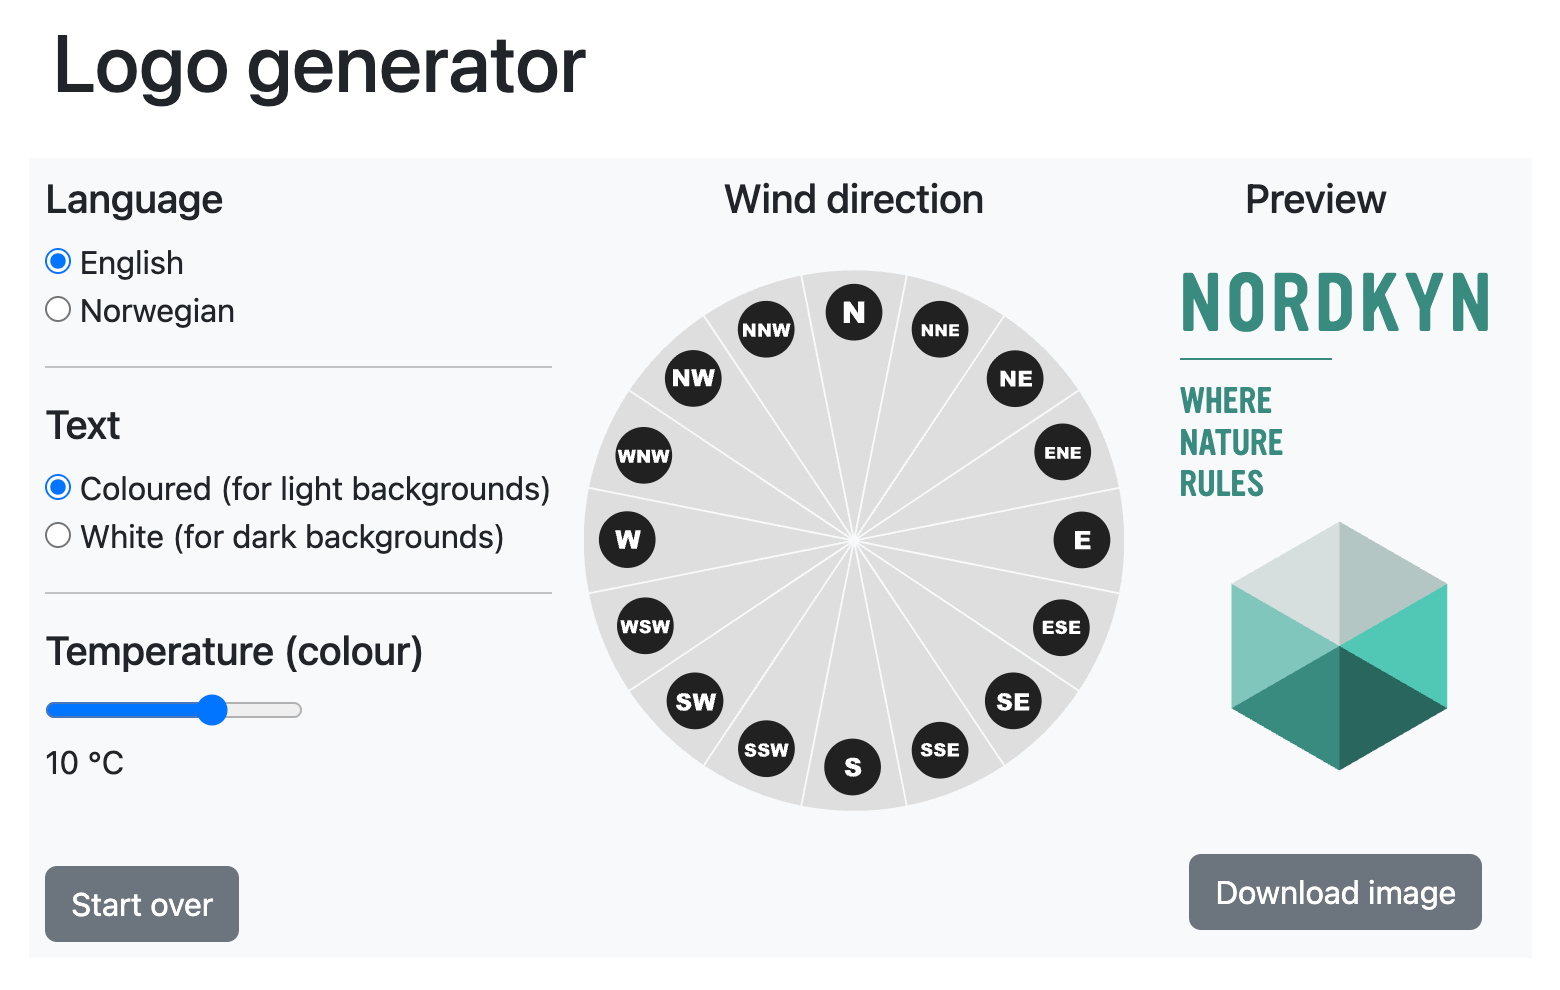 Logo generator
Language
English
Norwegian
Text
Coloured (for light backgrounds)
White (for dark backgrounds)
Temperature (colour)
10 °C
Start over
Wind direction
N
NNE
NE
ENE
E
ESE
SE
SSE
S
SSW
SW
WSW
W
WNW
NW
NNW
Preview
NORDKYN
WHERE
NATURE
RULES
Download image